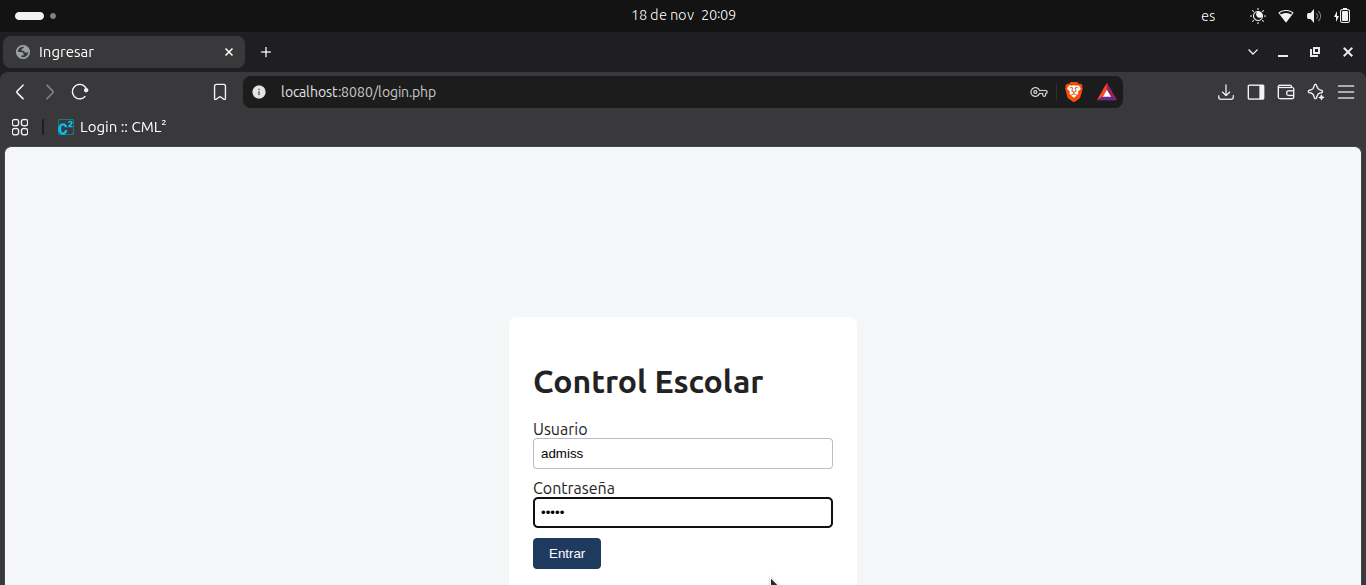 18 de nov 20:09
es
Ingresar
localhost:8080/login.php
Login :: CML²
Control Escolar
Usuario
admiss
Contraseña
•••••
Entrar